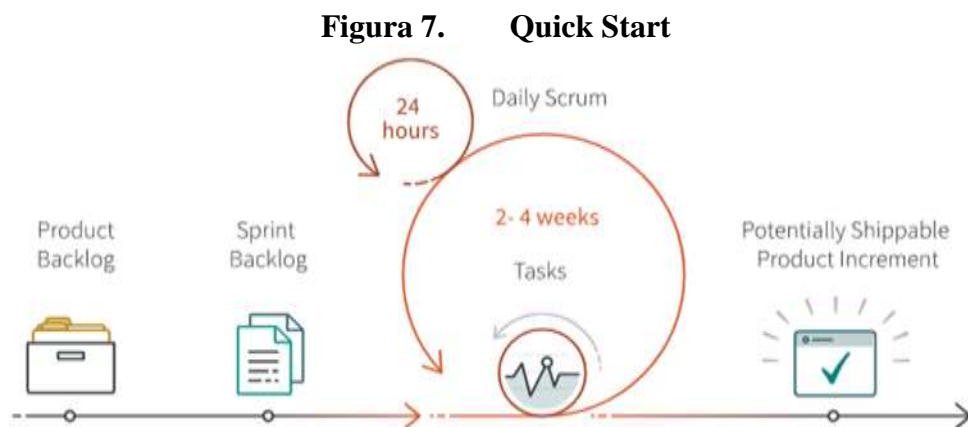 Figura 7. Quick Start
24
hours
Daily Scrum
2- 4 weeks
Tasks
Product
Backlog
Sprint
Backlog
Potentially Shippable
Product Increment